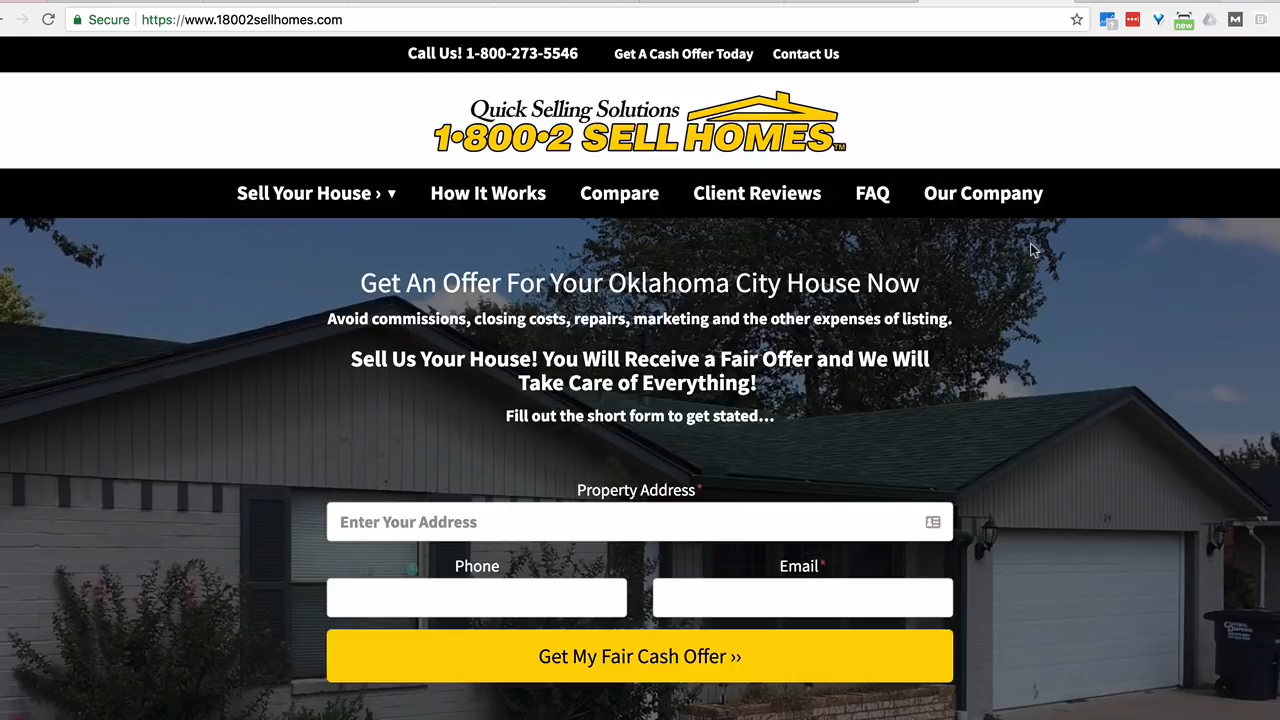 Secure
https://www.18002sellhomes.com
new
Call Us! 1-800-273-5546
Get A Cash Offer Today
Contact Us
Quick Selling Solutions
1•800•2 SELL HOMES™
Sell Your House › ▼
How It Works
Compare
Client Reviews
FAQ
Our Company
Get An Offer For Your Oklahoma City House Now
Avoid commissions, closing costs, repairs, marketing and the other expenses of listing.
Sell Us Your House! You Will Receive a Fair Offer and We Will
Take Care of Everything!
Fill out the short form to get stated...
Property Address*
Enter Your Address
Phone
Email*
Get My Fair Cash Offer ››